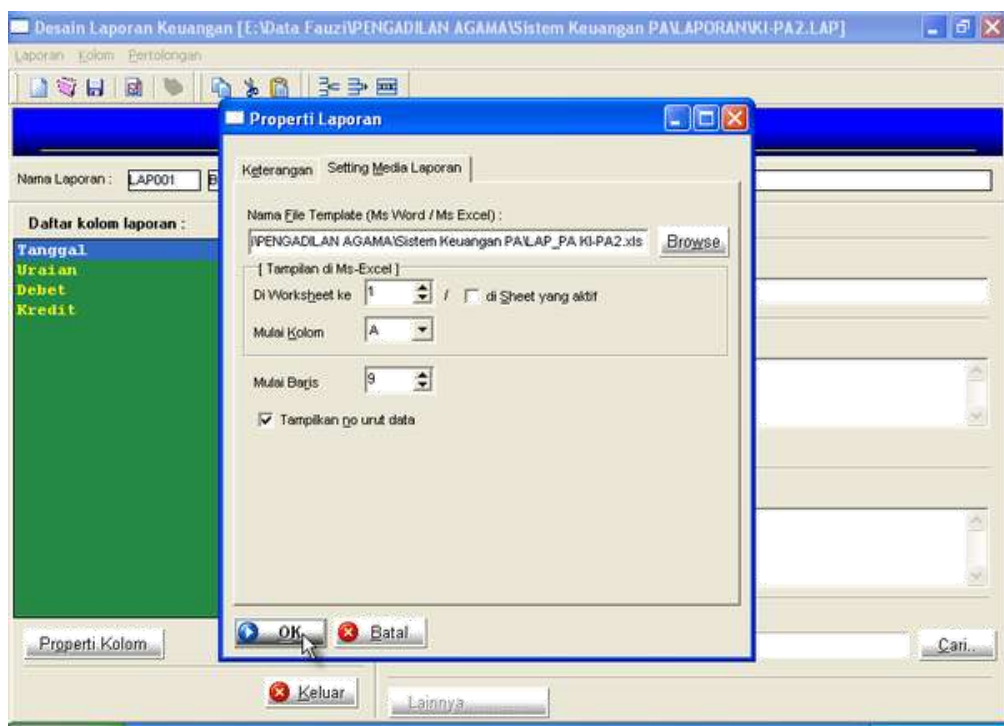 Desain Laporan Keuangan [E:\Data Fauzi\PENGADILAN AGAMA\Sistem Keuangan PA\LAPORAN\KI-PA2.LAP]
Laporan Kolom Pertolongan
Properti Laporan
Nama Laporan : LAP001 B
Keterangan Setting Media Laporan
Daftar kolom laporan :
Tanggal
Uraian
Debet
Kredit
Nama File Template (Ms Word / Ms Excel) :
\PENGADILAN AGAMA\Sistem Keuangan PA\LAP_PA KI-PA2.xls Browse
[ Tampilan di Ms-Excel ]
Di Worksheet ke 1 / di Sheet yang aktif
Mulai Kolom A
Mulai Baris 9
Tampilkan no urut data
OK Batal
Properti Kolom Cari..
Keluar Lainnya